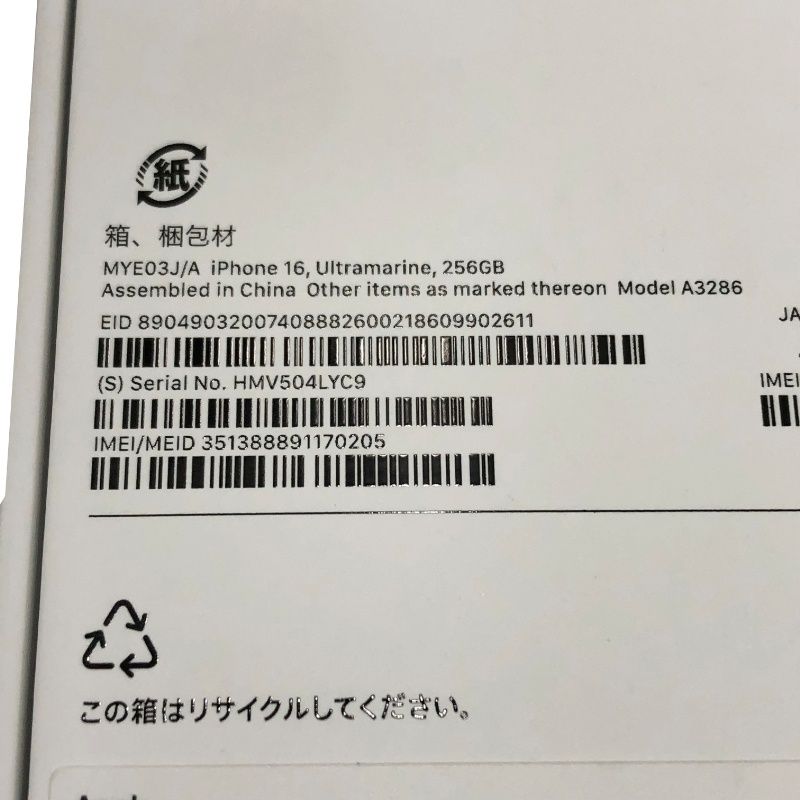 紙
箱、梱包材
MYE03J/A iPhone 16, Ultramarine, 256GB
Assembled in China Other items as marked thereon Model A3286
EID 89049032007408882600218609902611
JA
(S) Serial No. HMV504LYC9
IMEI
IMEI/MEID 351388891170205
この箱はリサイクルしてください。